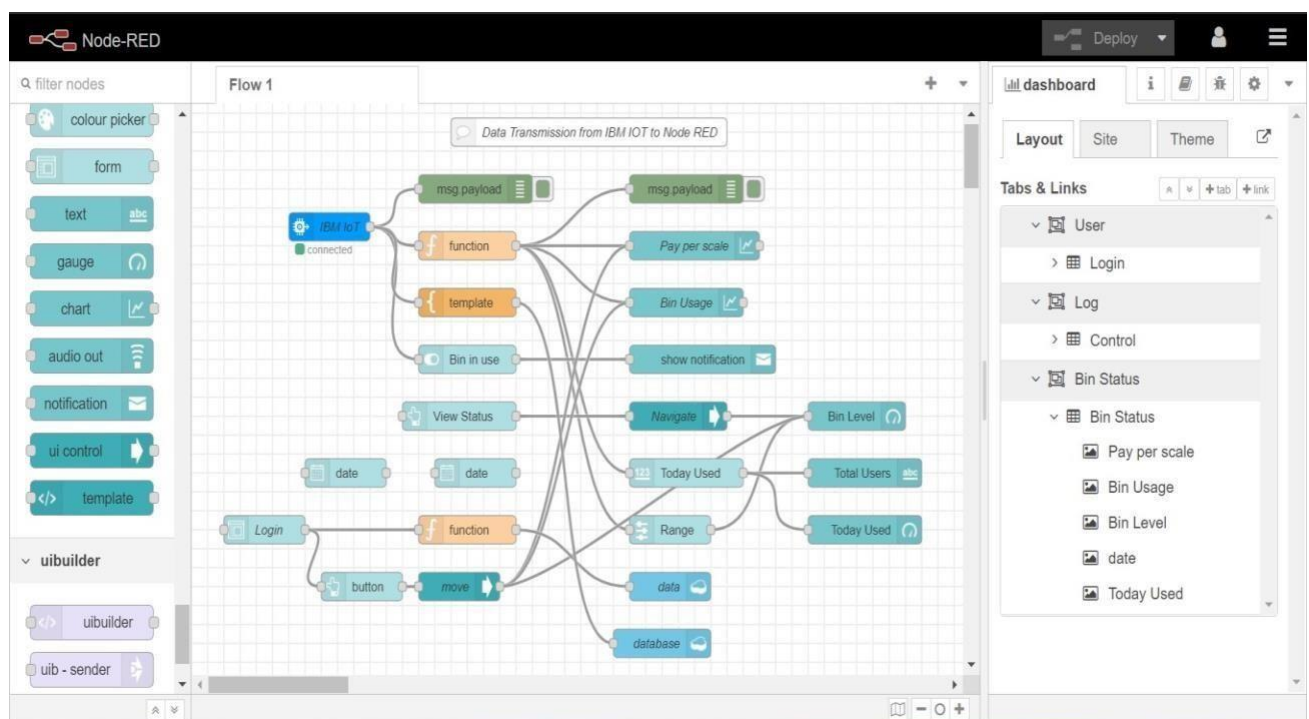 Node-RED
Deploy
filter nodes
Flow 1
dashboard
i
colour picker
form
text
abc
gauge
chart
audio out
notification
ui control
template
uibuilder
uibuilder
uib - sender
Data Transmission from IBM IOT to Node RED
msg.payload
msg.payload
IBM IoT
connected
function
Pay per scale
template
Bin Usage
Bin in use
show notification
View Status
Navigate
Bin Level
date
date
123
Today Used
Total Users
abc
Login
function
Range
Today Used
button
move
data
database
Layout
Site
Theme
Tabs & Links
+ tab
+ link
User
Login
Log
Control
Bin Status
Bin Status
Pay per scale
Bin Usage
Bin Level
date
Today Used